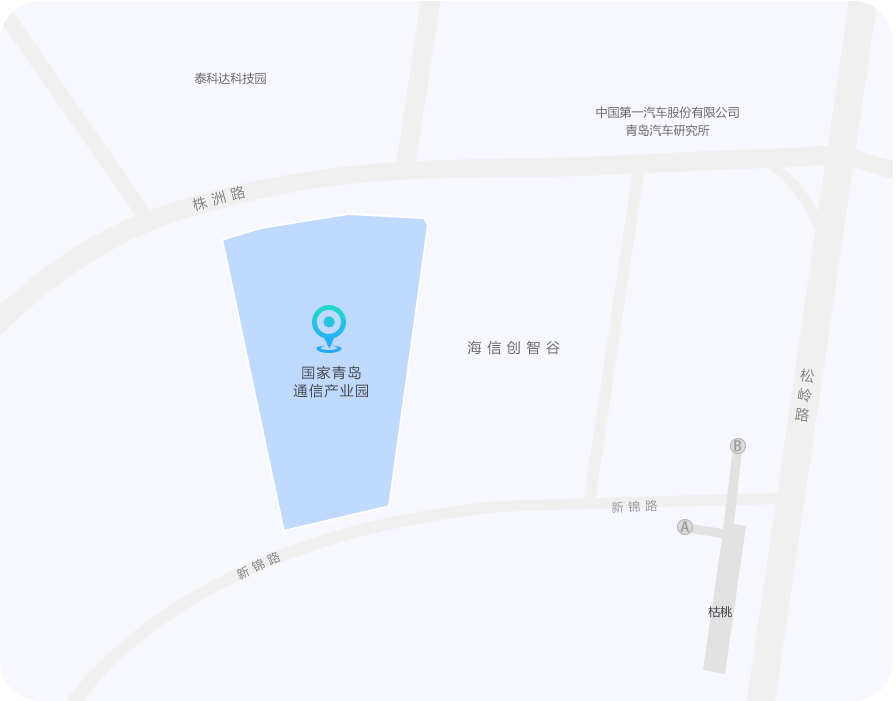 泰科达科技园
中国第一汽车股份有限公司
青岛汽车研究所
株洲路
海信创智谷
国家青岛
通信产业园
松岭路
B
新锦路
A
新锦路
枯桃